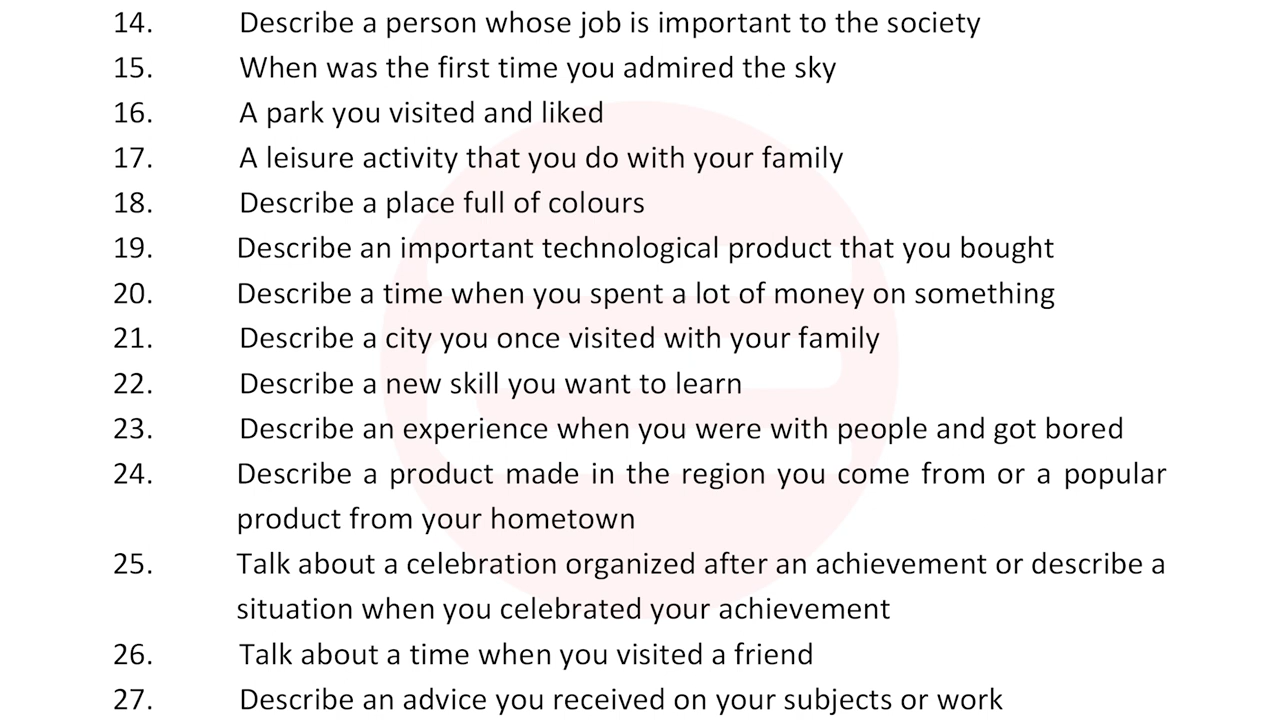 14. Describe a person whose job is important to the society
15. When was the first time you admired the sky
16. A park you visited and liked
17. A leisure activity that you do with your family
18. Describe a place full of colours
19. Describe an important technological product that you bought
20. Describe a time when you spent a lot of money on something
21. Describe a city you once visited with your family
22. Describe a new skill you want to learn
23. Describe an experience when you were with people and got bored
24. Describe a product made in the region you come from or a popular
product from your hometown
25. Talk about a celebration organized after an achievement or describe a
situation when you celebrated your achievement
26. Talk about a time when you visited a friend
27. Describe an advice you received on your subjects or work